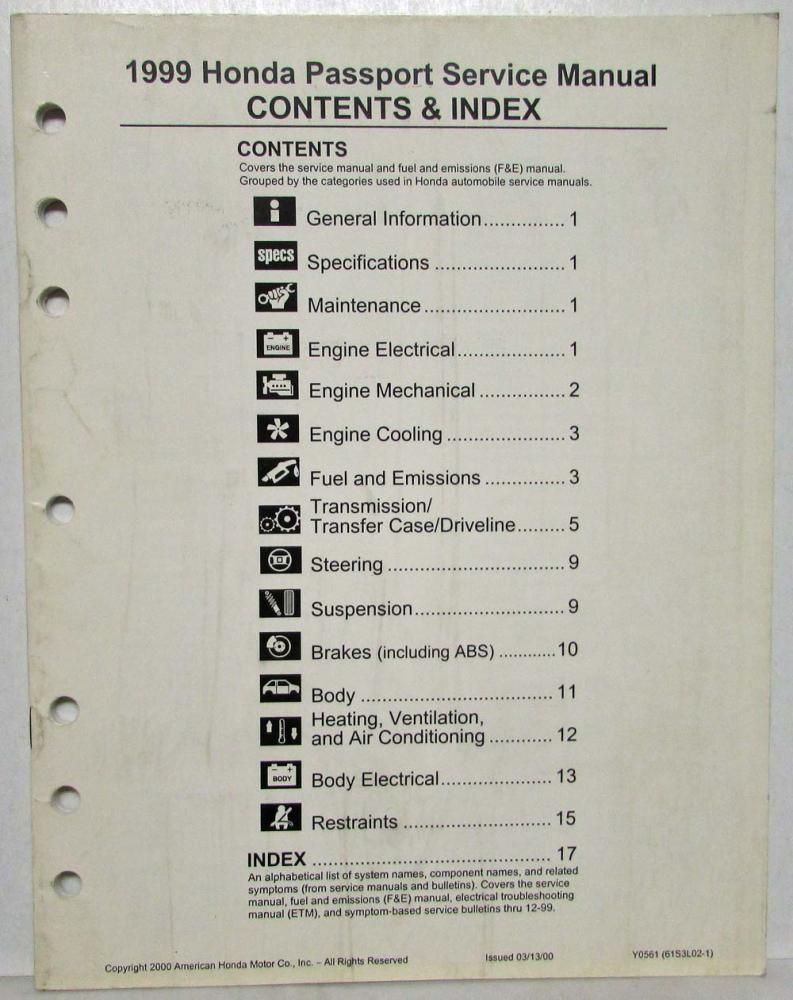 1999 Honda Passport Service Manual
CONTENTS & INDEX
CONTENTS
Covers the service manual and fuel and emissions (F&E) manual.
Grouped by the categories used in Honda automobile service manuals.
General Information............... 1
specs Specifications ........................ 1
Maintenance.......................... 1
- + ENGINE Engine Electrical.................... 1
Engine Mechanical ................ 2
Engine Cooling ...................... 3
Fuel and Emissions ............... 3
Transmission/
Transfer Case/Driveline......... 5
Steering ................................. 9
Suspension............................ 9
Brakes (including ABS) ............10
Body ................................... 11
Heating, Ventilation,
and Air Conditioning ............ 12
- + BODY Body Electrical..................... 13
Restraints ............................ 15
INDEX ............................................ 17
An alphabetical list of system names, component names, and related
symptoms (from service manuals and bulletins). Covers the service
manual, fuel and emissions (F&E) manual, electrical troubleshooting
manual (ETM), and symptom-based service bulletins thru 12-99.
Copyright 2000 American Honda Motor Co., Inc. – All Rights Reserved Issued 03/13/00 Y0561 (61S3L02-1)